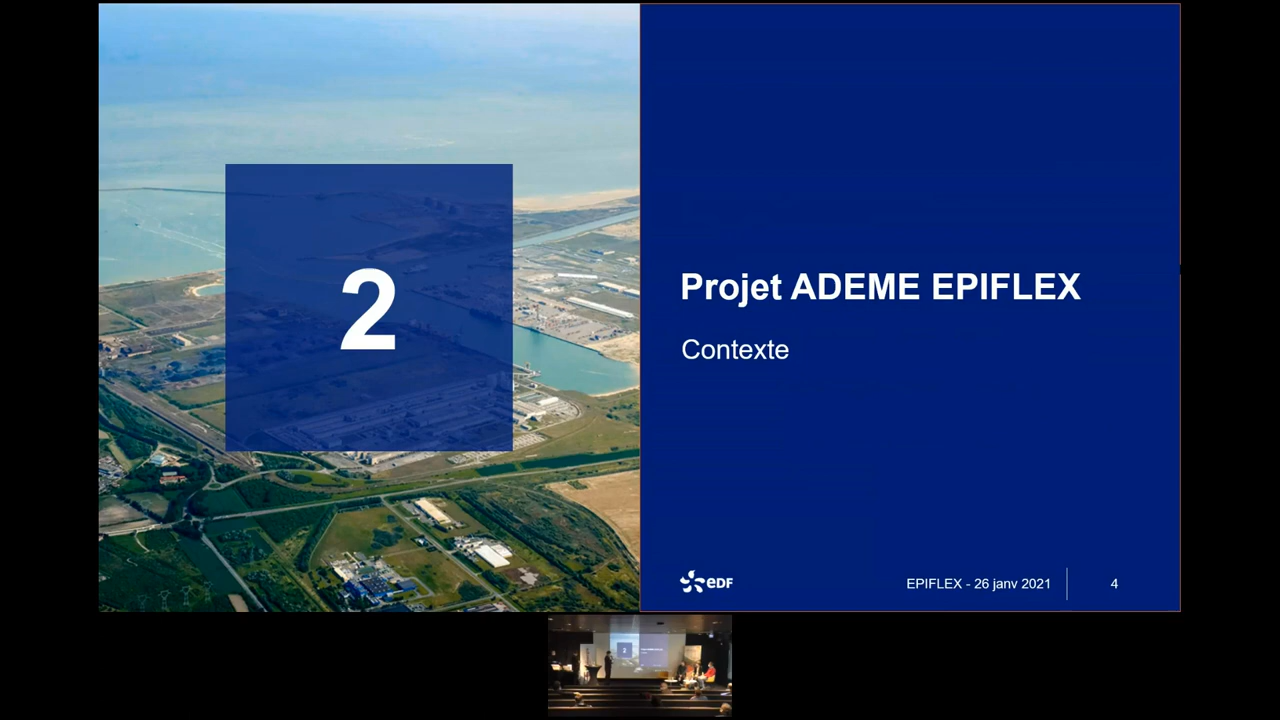 2
Projet ADEME EPIFLEX
Contexte
eDF
EPIFLEX - 26 janv 2021
4